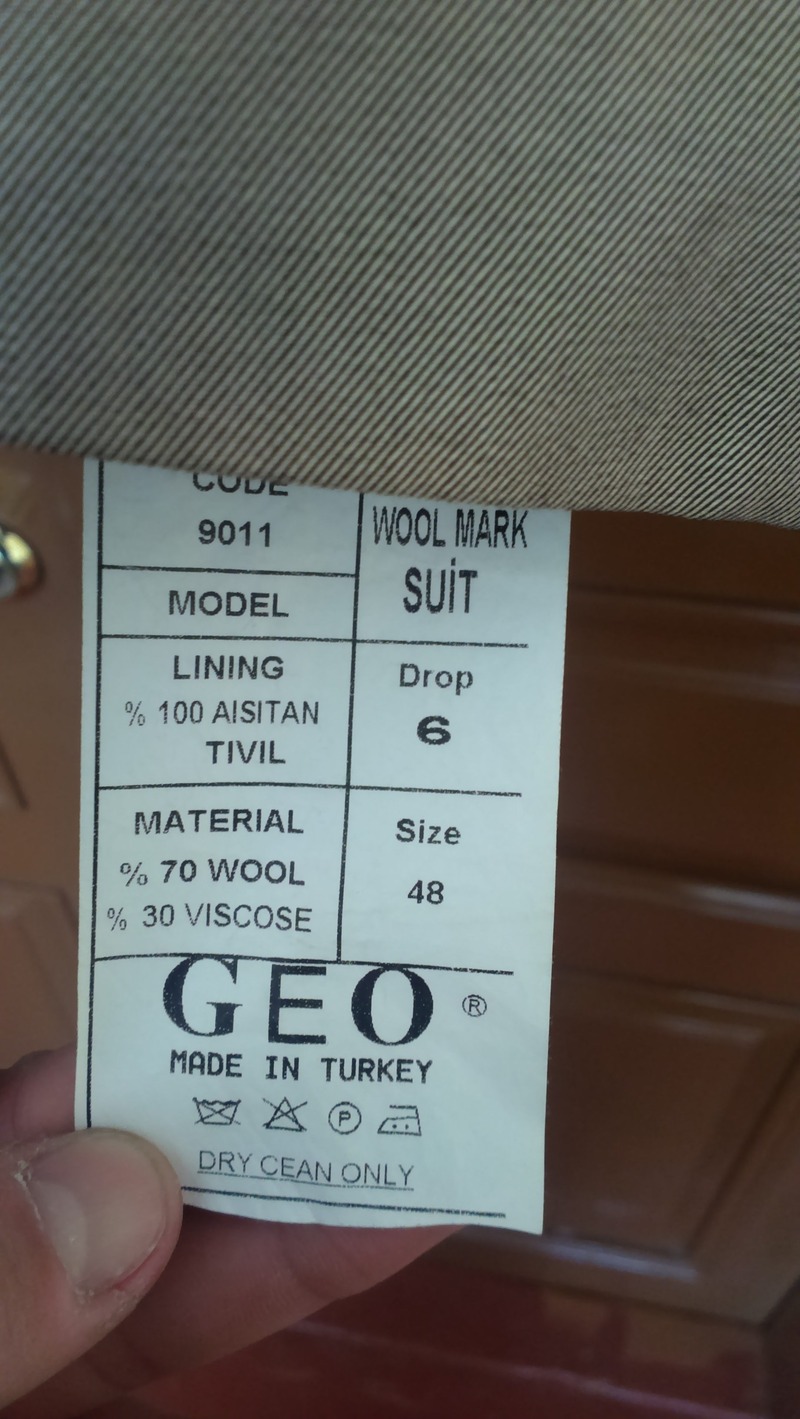 CODE
9011
MODEL
LINING
% 100 AISITAN
TIVIL
MATERIAL
% 70 WOOL
% 30 VISCOSE
WOOL MARK
SUİT
Drop
6
Size
48
GEO ®
MADE IN TURKEY
P
DRY CEAN ONLY